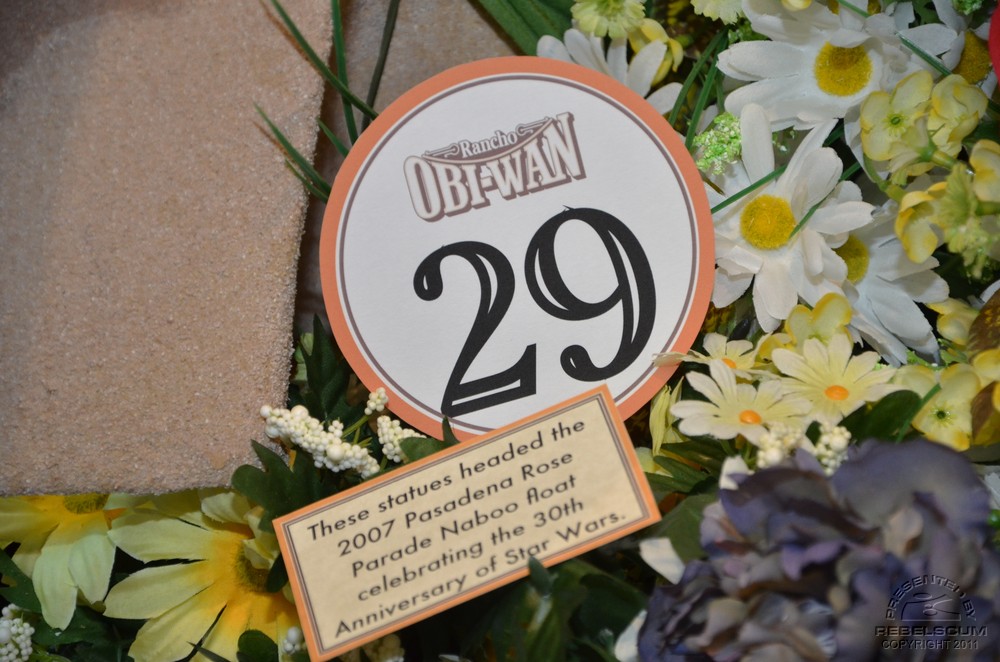 Rancho
OBI-WAN
29
These statues headed the
2007 Pasadena Rose
Parade Naboo float
celebrating the 30th
Anniversary of Star Wars.
PRESENTED BY
REBELSCUM
COPYRIGHT 2011